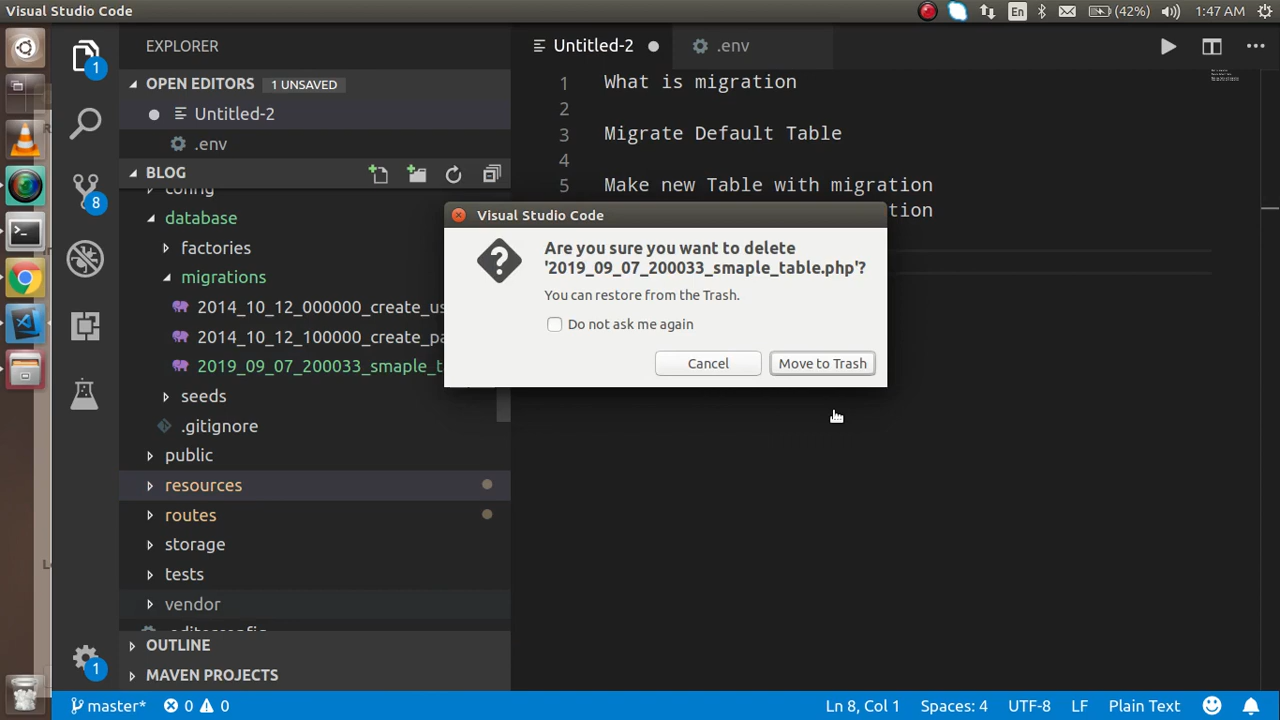 Visual Studio Code
En
(42%)
1:47 AM
EXPLORER
1
OPEN EDITORS
1 UNSAVED
Untitled-2
.env
BLOG
config
database
factories
migrations
2014_10_12_000000_create_us
2014_10_12_100000_create_pa
2019_09_07_200033_smaple_t
seeds
.gitignore
public
resources
routes
storage
tests
vendor
.editorconfig
OUTLINE
MAVEN PROJECTS
8
1
Untitled-2
.env
1 What is migration
2
3 Migrate Default Table
4
5 Make new Table with migration
tion
Visual Studio Code
Are you sure you want to delete
'2019_09_07_200033_smaple_table.php'?
You can restore from the Trash.
Do not ask me again
Cancel
Move to Trash
master*
0
0
Ln 8, Col 1
Spaces: 4
UTF-8
LF
Plain Text